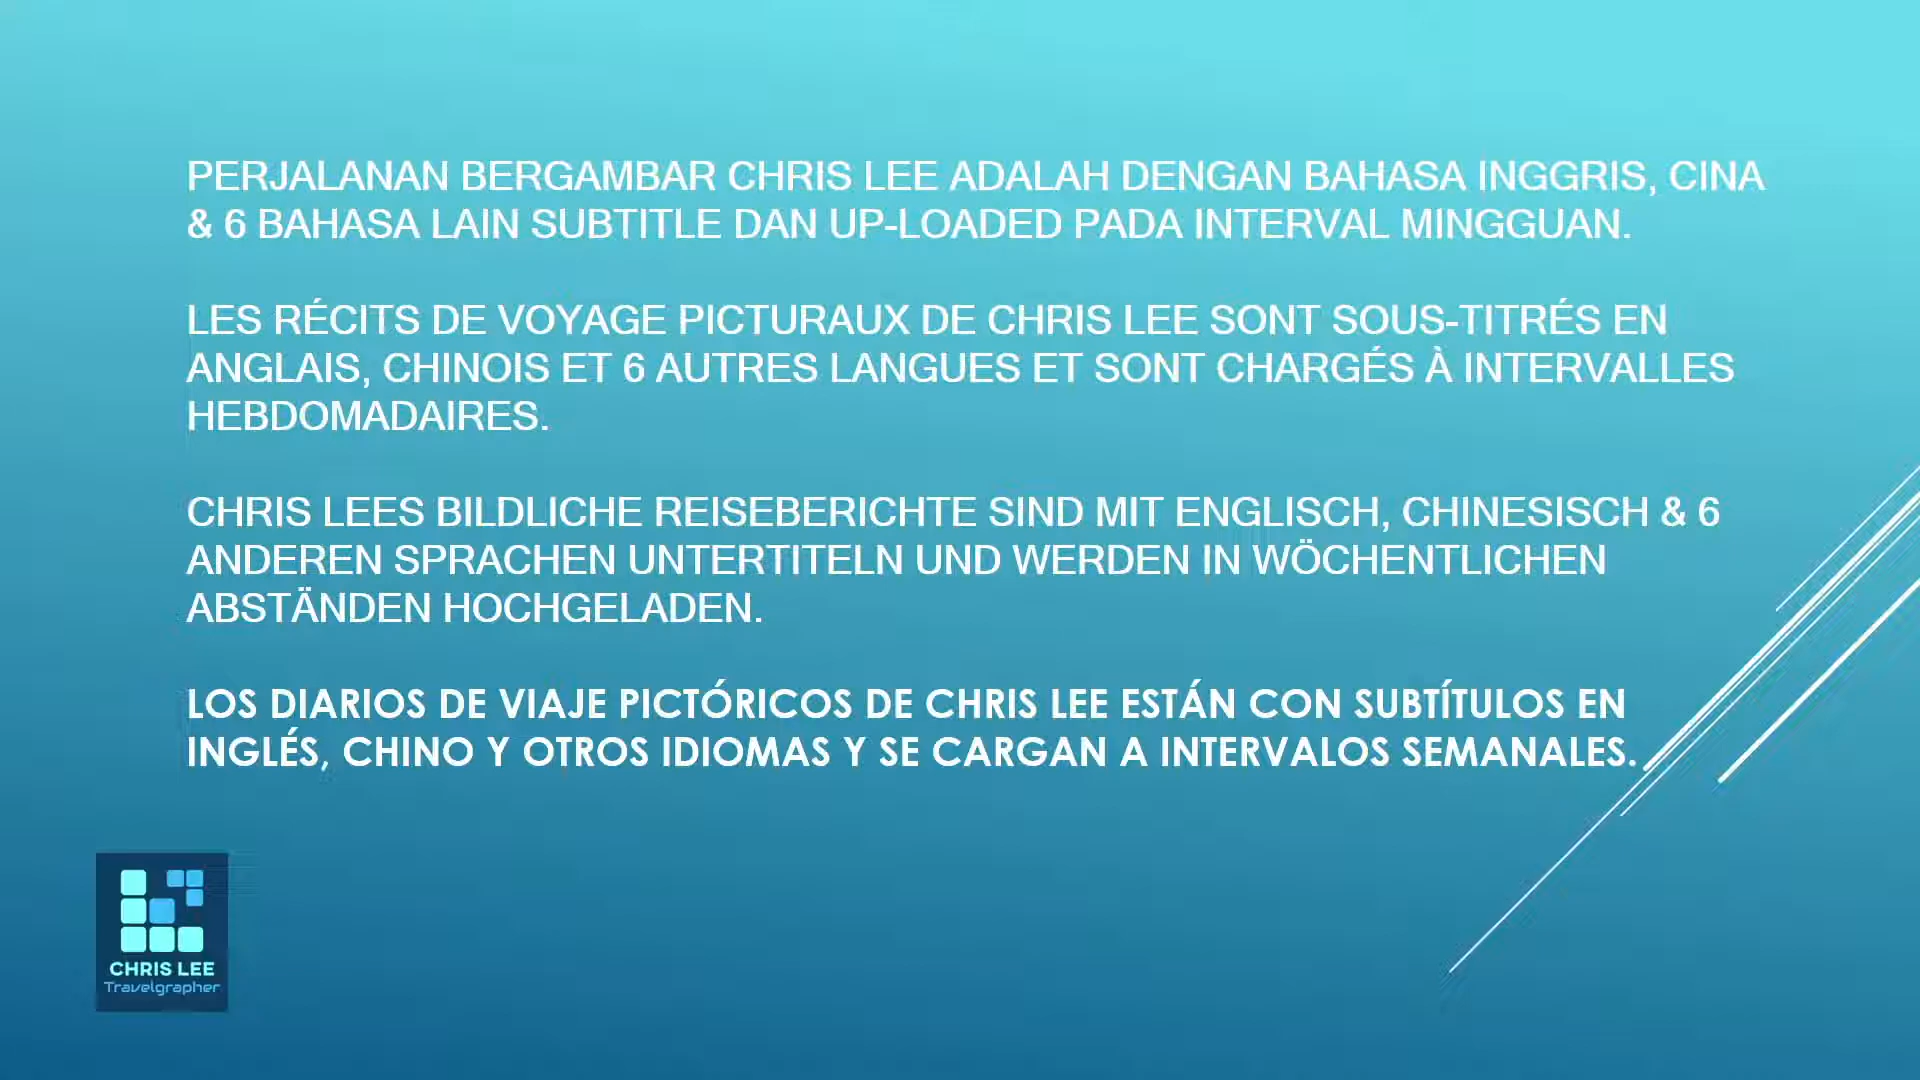 PERJALANAN BERGAMBAR CHRIS LEE ADALAH DENGAN BAHASA INGGRIS, CINA
& 6 BAHASA LAIN SUBTITLE DAN UP-LOADED PADA INTERVAL MINGGUAN.
LES RÉCITS DE VOYAGE PICTURAUX DE CHRIS LEE SONT SOUS-TITRÉS EN
ANGLAIS, CHINOIS ET 6 AUTRES LANGUES ET SONT CHARGÉS À INTERVALLES
HEBDOMADAIRES.
CHRIS LEES BILDLICHE REISEBERICHTE SIND MIT ENGLISCH, CHINESISCH & 6
ANDEREN SPRACHEN UNTERTITELN UND WERDEN IN WÖCHENTLICHEN
ABSTÄNDEN HOCHGELADEN.
LOS DIARIOS DE VIAJE PICTÓRICOS DE CHRIS LEE ESTÁN CON SUBTÍTULOS EN
INGLÉS, CHINO Y OTROS IDIOMAS Y SE CARGAN A INTERVALOS SEMANALES.
CHRIS LEE
Travelgrapher